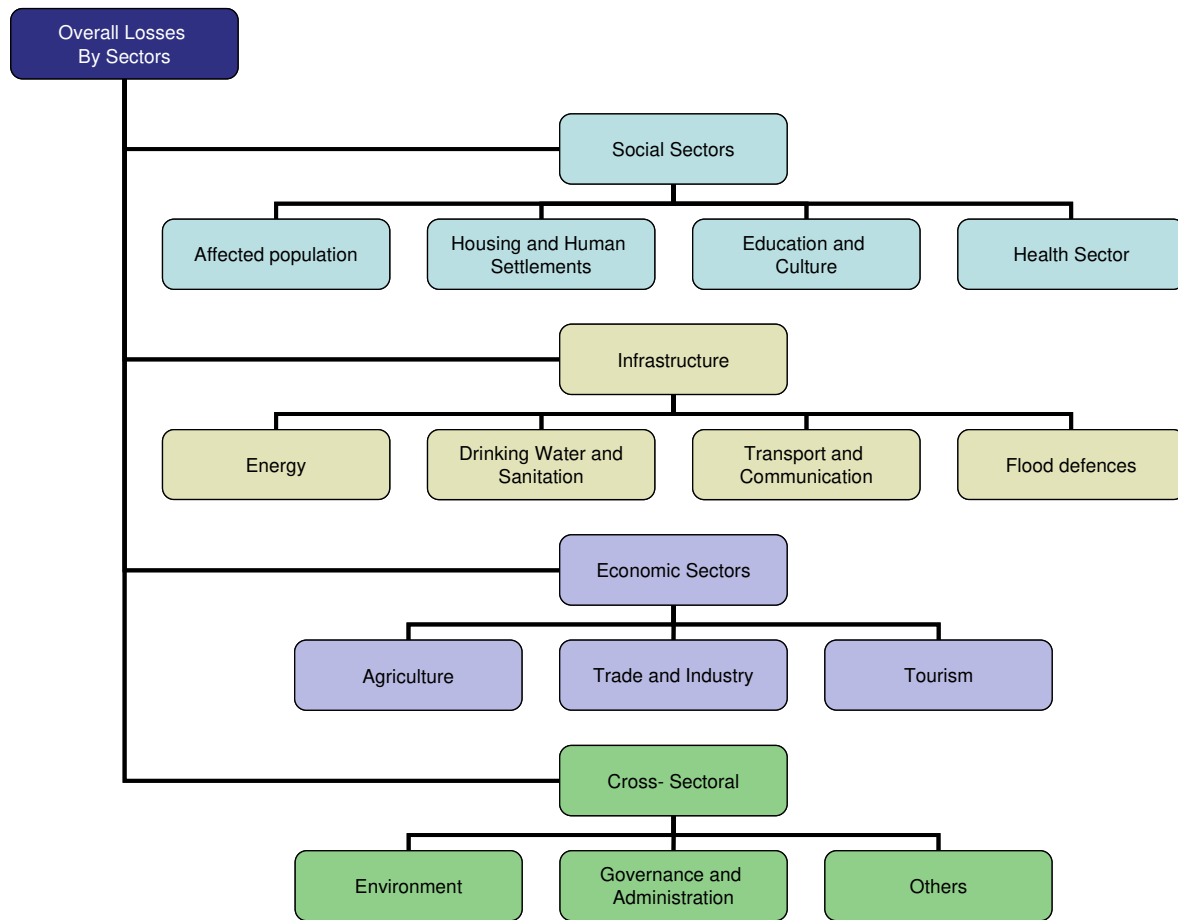 Overall Losses
By Sectors
Social Sectors
Affected population
Housing and Human
Settlements
Education and
Culture
Health Sector
Infrastructure
Energy
Drinking Water and
Sanitation
Transport and
Communication
Flood defences
Economic Sectors
Agriculture
Trade and Industry
Tourism
Cross- Sectoral
Environment
Governance and
Administration
Others